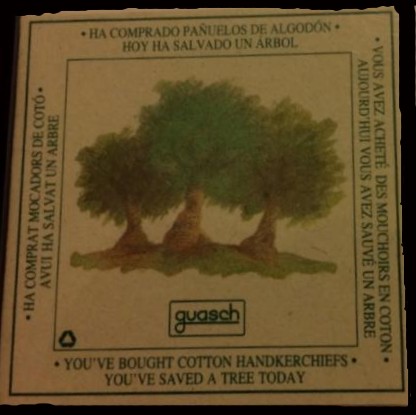 • HA COMPRADO PAÑUELOS DE ALGODÓN •
HOY HA SALVADO UN ÁRBOL
• VOUS AVEZ ACHETÉ DES MOUCHOIRS EN COTON •
AUJOURD'HUI VOUS AVEZ SAUVÉ UN ARBRE
• HA COMPRAT MOCADORS DE COTÓ •
AVUI HA SALVAT UN ARBRE
guasch
• YOU'VE BOUGHT COTTON HANDKERCHIEFS •
YOU'VE SAVED A TREE TODAY